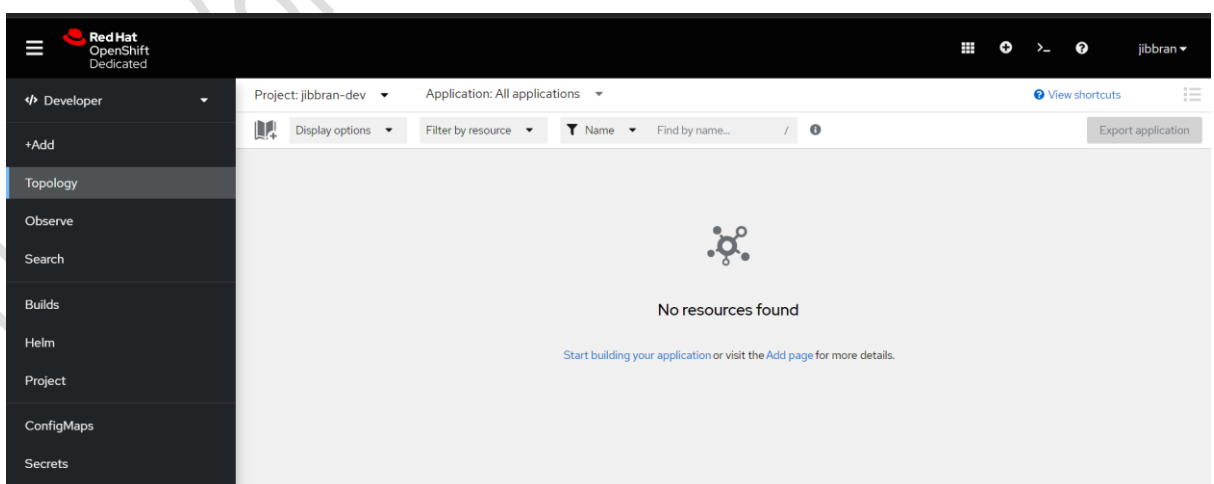 Red Hat
OpenShift
Dedicated
jibbran
Developer
Project: jibbran-dev
Application: All applications
View shortcuts
Display options
Filter by resource
Name
Find by name...
/
Export application
+Add
Topology
Observe
Search
Builds
Helm
Project
ConfigMaps
Secrets
No resources found
Start building your application or visit the Add page for more details.